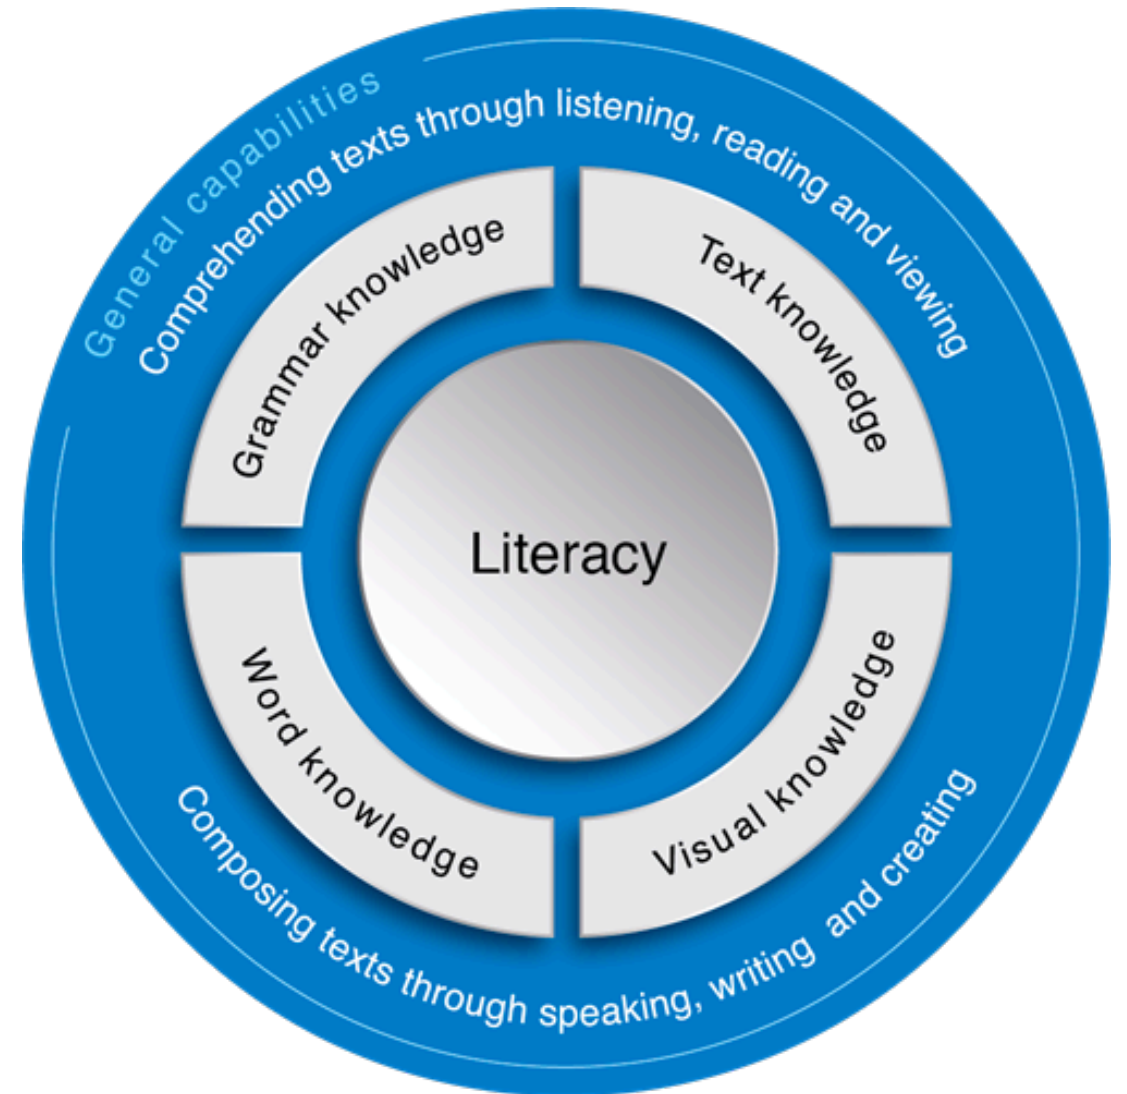 General capabilities
Comprehending texts through listening, reading and viewing
Grammar knowledge
Text knowledge
Literacy
Word knowledge
Visual knowledge
Composing texts through speaking, writing and creating